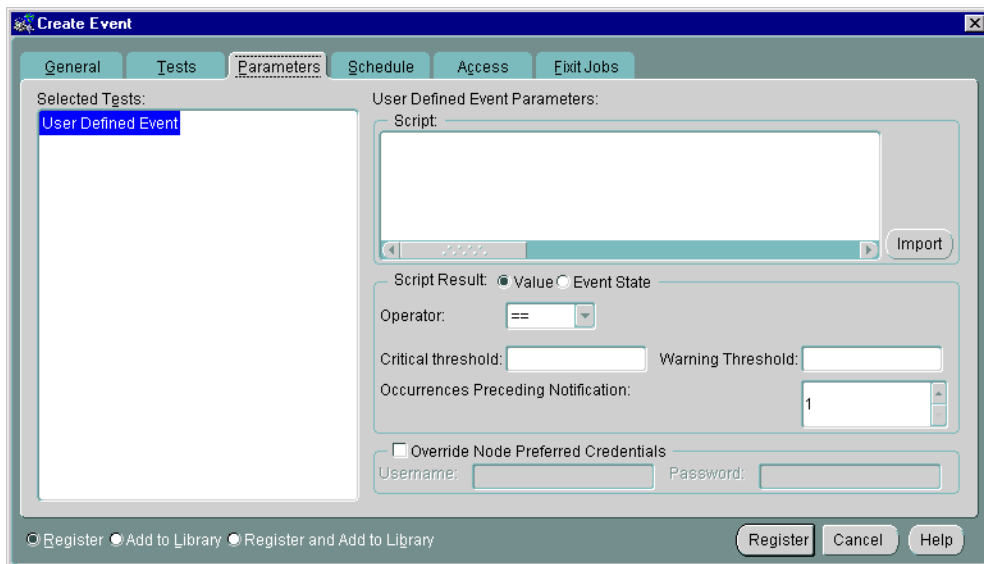 Create Event
General Tests Parameters Schedule Access Fixit Jobs
Selected Tests:
User Defined Event
User Defined Event Parameters:
Script:
Import
Script Result: Value Event State
Operator: ==
Critical threshold: Warning Threshold:
Occurrences Preceding Notification: 1
Override Node Preferred Credentials
Username: Password:
Register Add to Library Register and Add to Library
Register Cancel Help